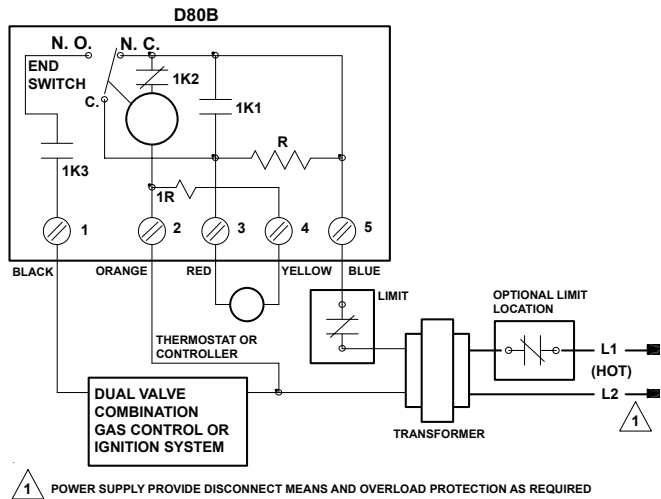 D80B
N. O.
N. C.
END
SWITCH
1K2
C.
1K1
1K3
R
1R
1
2
3
4
5
BLACK
ORANGE
RED
YELLOW
BLUE
LIMIT
OPTIONAL LIMIT
LOCATION
THERMOSTAT OR
CONTROLLER
L1
(HOT)
L2
1
DUAL VALVE
COMBINATION
GAS CONTROL OR
IGNITION SYSTEM
TRANSFORMER
1 POWER SUPPLY PROVIDE DISCONNECT MEANS AND OVERLOAD PROTECTION AS REQUIRED